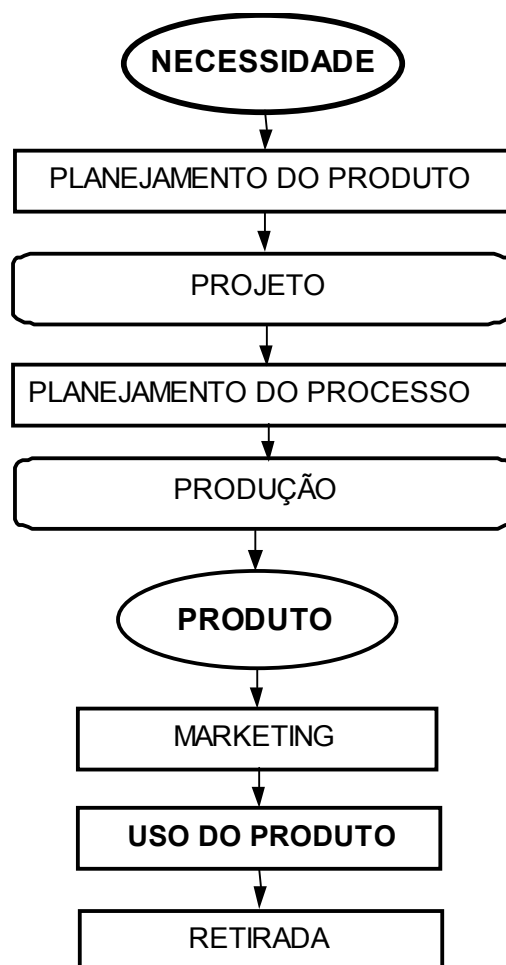 NECESSIDADE
PLANEJAMENTO DO PRODUTO
PROJETO
PLANEJAMENTO DO PROCESSO
PRODUÇÃO
PRODUTO
MARKETING
USO DO PRODUTO
RETIRADA